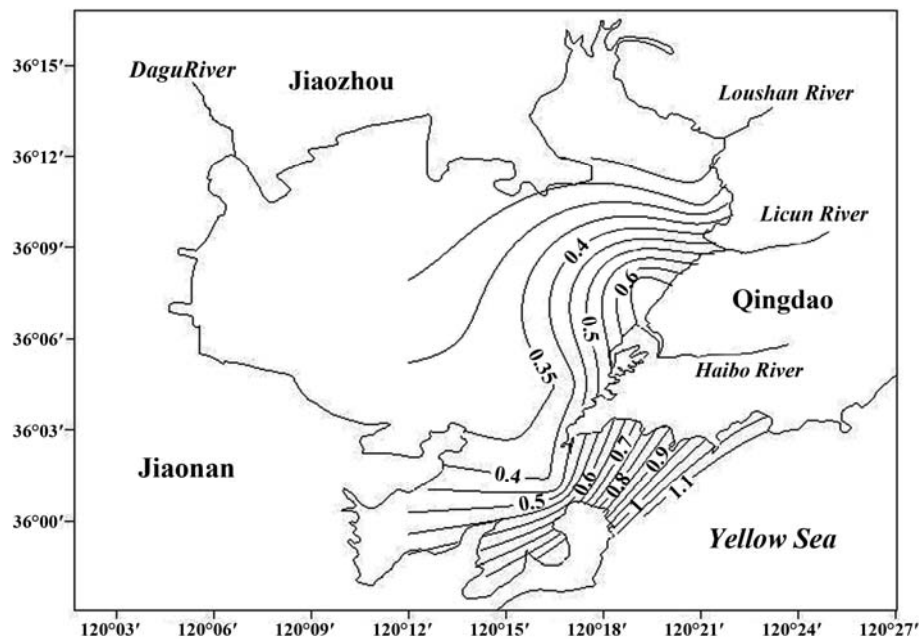 36°15′
DaguRiver
Jiaozhou
Loushan River
36°12′
Licun River
36°09′
0.4
0.6
Qingdao
36°06′
0.5
0.35
Haibo River
36°03′
Jiaonan
0.7
0.9
0.4
0.6
0.8
1.1
0.5
1
36°00′
Yellow Sea
120°03′ 120°06′ 120°09′ 120°12′ 120°15′ 120°18′ 120°21′ 120°24′ 120°27′